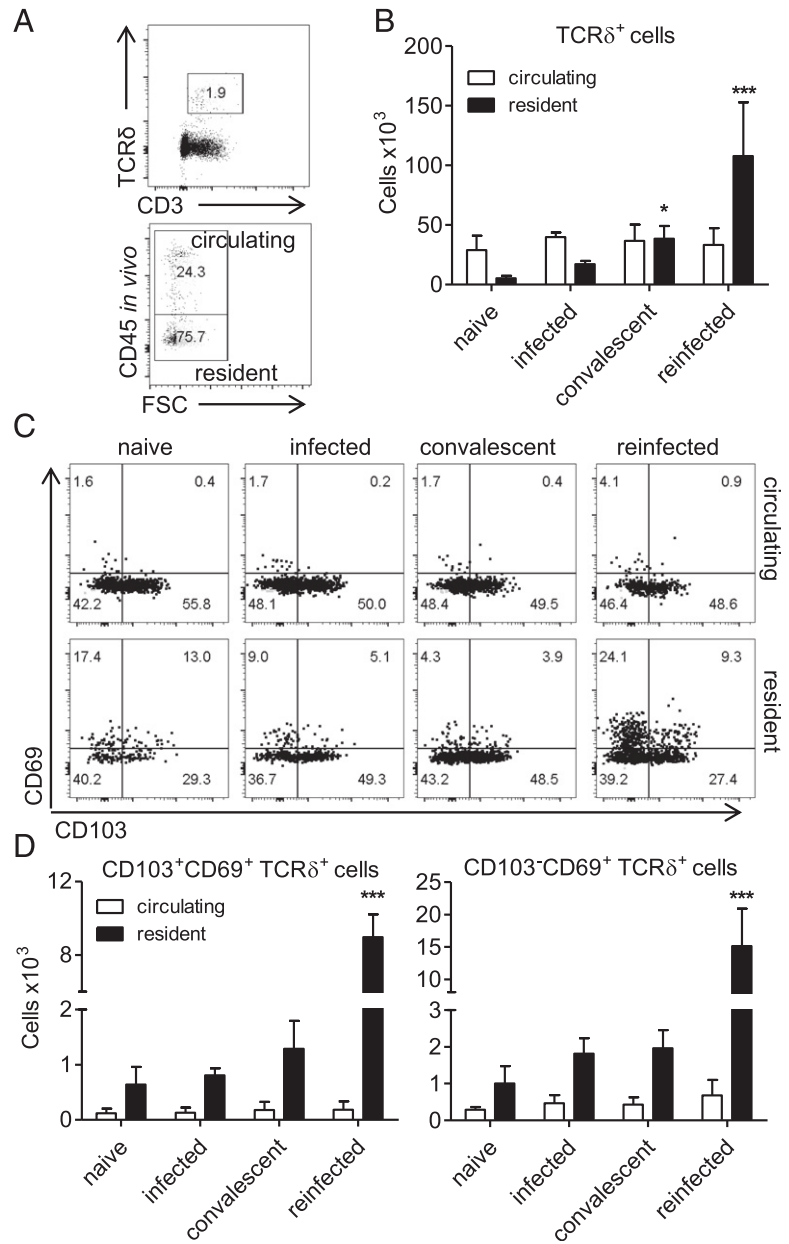 A
TCRδ
1.9
CD3
CD45 in vivo
circulating
24.3
75.7
resident
FSC
B
TCRδ⁺ cells
circulating
resident
Cells x10³
200
150
100
50
0
*
***
naive
infected
convalescent
reinfected
C
naive infected convalescent reinfected
1.6 0.4 1.7 0.2 1.7 0.4 4.1 0.9
42.2 55.8 48.1 50.0 48.4 49.5 46.4 48.6
circulating
17.4 13.0 9.0 5.1 4.3 3.9 24.1 9.3
40.2 29.3 36.7 49.3 43.2 48.5 39.2 27.4
resident
CD69
CD103
D
CD103⁺CD69⁺ TCRδ⁺ cells
circulating
resident
Cells x10³
12
8
2
1
0
***
naive
infected
convalescent
reinfected
CD103⁻CD69⁺ TCRδ⁺ cells
25
20
15
10
3
2
1
0
***
naive
infected
convalescent
reinfected